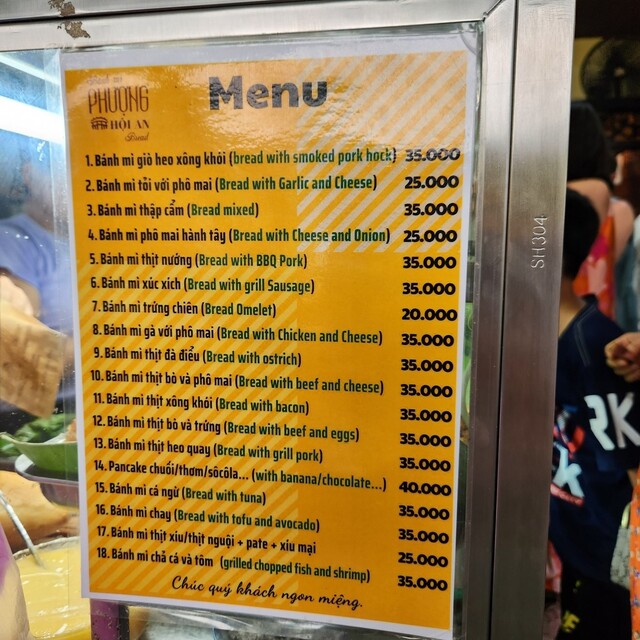 Bánh mì
PHƯỢNG
HỘI AN
Bread
Menu
1. Bánh mì giò heo xông khói (bread with smoked pork hock) 35.000
2. Bánh mì tỏi với phô mai (Bread with Garlic and Cheese) 25.000
3. Bánh mì thập cẩm (Bread mixed) 35.000
4. Bánh mì phô mai hành tây (Bread with Cheese and Onion) 25.000
5. Bánh mì thịt nướng (Bread with BBQ Pork) 35.000
6. Bánh mì xúc xích (Bread with grill Sausage) 35.000
7. Bánh mì trứng chiên (Bread Omelet) 20.000
8. Bánh mì gà với phô mai (Bread with Chicken and Cheese) 35.000
9. Bánh mì thịt đà điểu (Bread with ostrich) 35.000
10. Bánh mì thịt bò và phô mai (Bread with beef and cheese) 35.000
11. Bánh mì thịt xông khói (Bread with bacon) 35.000
12. Bánh mì thịt bò và trứng (Bread with beef and eggs) 35.000
13. Bánh mì thịt heo quay (Bread with grill pork) 35.000
14. Pancake chuối/thơm/sôcôla... (with banana/chocolate...) 40.000
15. Bánh mì cá ngừ (Bread with tuna) 35.000
16. Bánh mì chay (Bread with tofu and avocado) 35.000
17. Bánh mì thịt xíu/thịt nguội + pate + xíu mại 25.000
18. Bánh mì chả cá và tôm (grilled chopped fish and shrimp) 35.000
Chúc quý khách ngon miệng.
SH304
RK